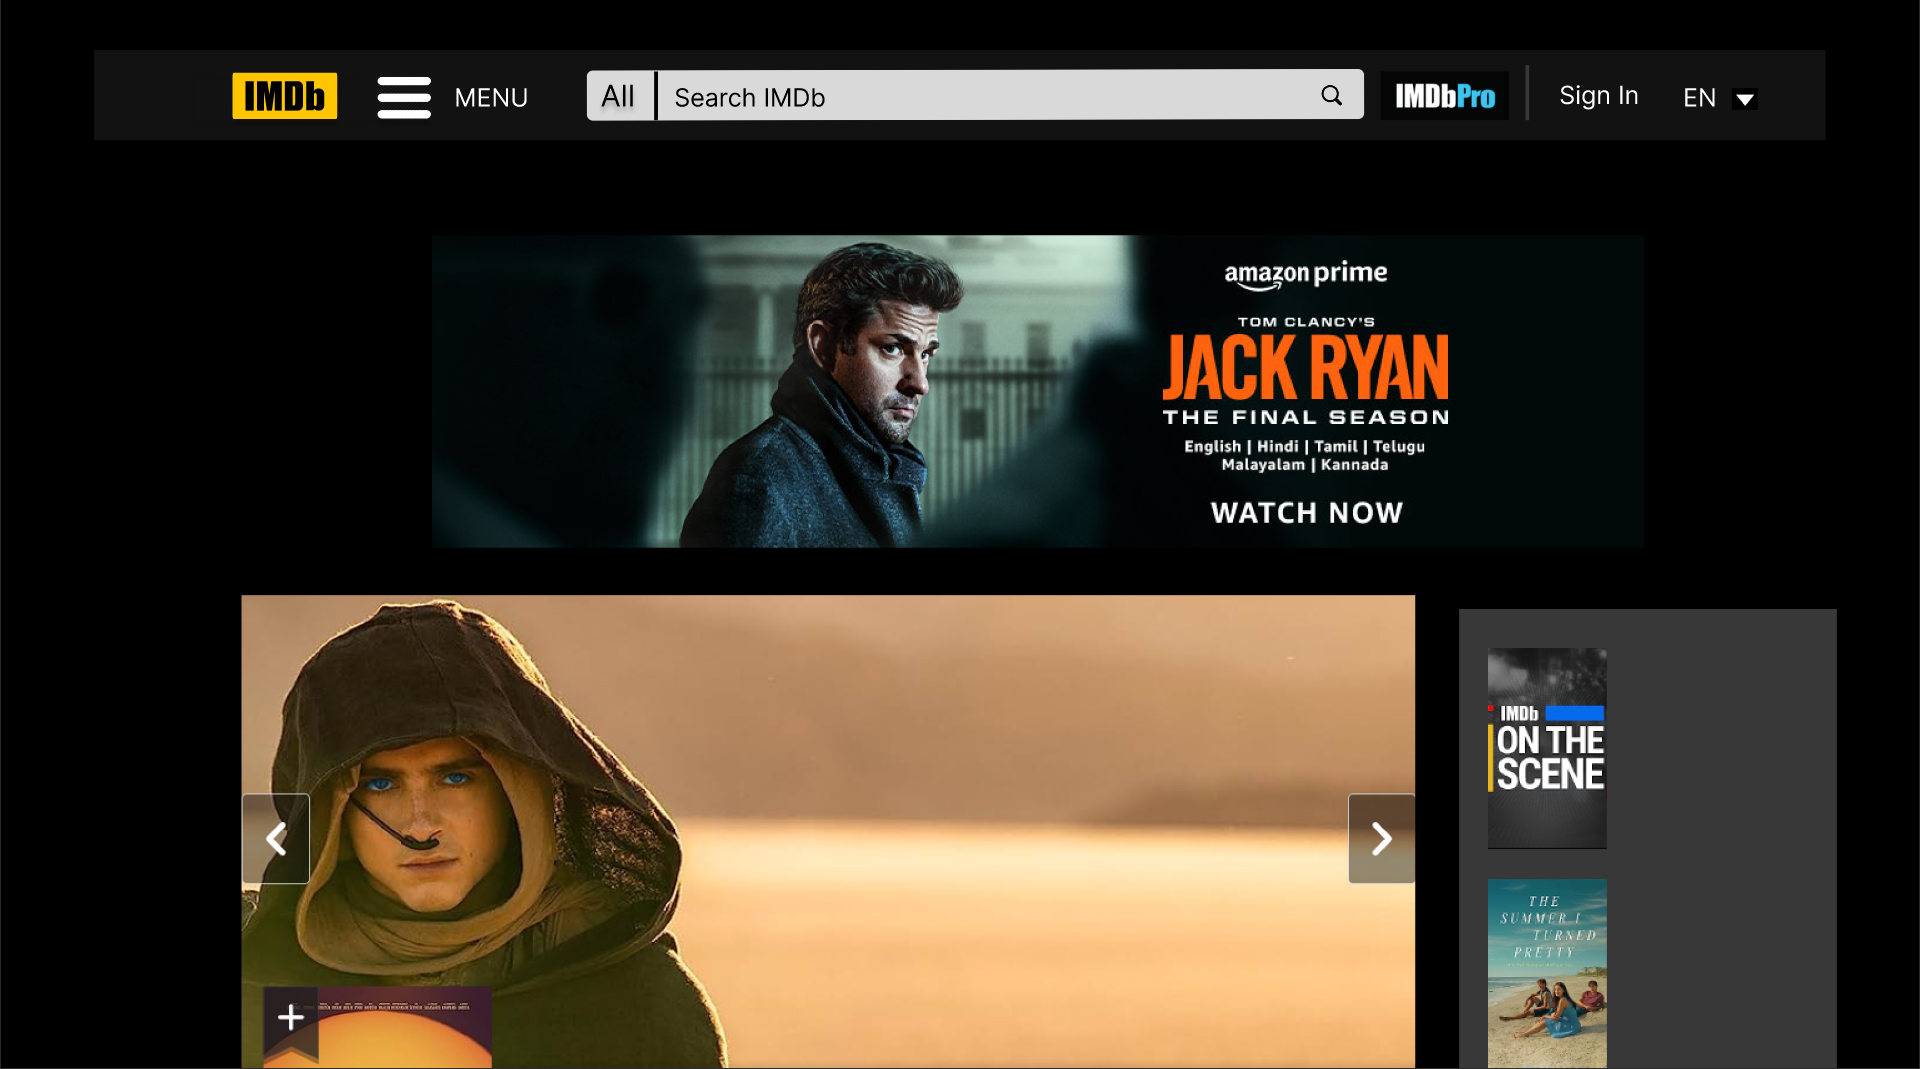 IMDb
MENU
All
Search IMDb
IMDbPro
Sign In
EN
amazon prime
TOM CLANCY'S
JACK RYAN
THE FINAL SEASON
English | Hindi | Tamil | Telugu
Malayalam | Kannada
WATCH NOW
IMDb
ON THE
SCENE
THE
SUMMER I
TURNED
PRETTY